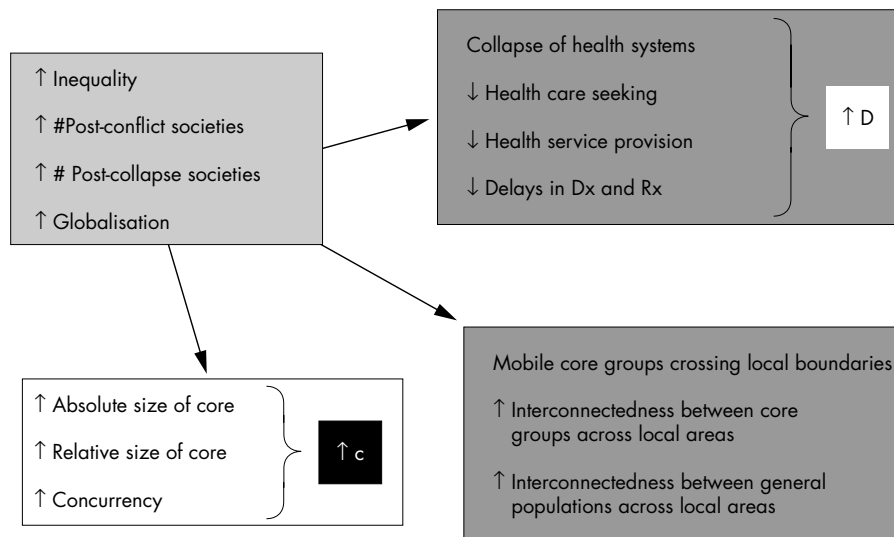 ↑ Inequality
↑ #Post-conflict societies
↑ # Post-collapse societies
↑ Globalisation
Collapse of health systems
↓ Health care seeking
↓ Health service provision
↓ Delays in Dx and Rx
↑ D
↑ Absolute size of core
↑ Relative size of core
↑ Concurrency
↑ c
Mobile core groups crossing local boundaries
↑ Interconnectedness between core
groups across local areas
↑ Interconnectedness between general
populations across local areas